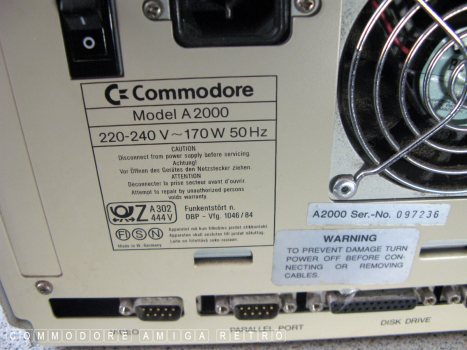 Commodore
Model A2000
220-240 V ~ 170 W 50 Hz
CAUTION
Disconnect from power supply before servicing.
Achtung!
Vor Öffnen des Gerätes den Netzstecker ziehen.
ATTENTION
Déconnecter la prise secteur avant d'ouvrir.
Attempt to repair by unauthorized persons
voids warranty
Z A302
444 V
Funkentstört n.
DBP - Vfg. 1046/84
FI S N
Made in W. Germany
A2000 Ser.-No. 097236
WARNING
TO PREVENT DAMAGE TURN
POWER OFF BEFORE CON-
NECTING OR REMOVING
CABLES.
PARALLEL PORT
DISK DRIVE
COMMODORE AMIGA RETRO